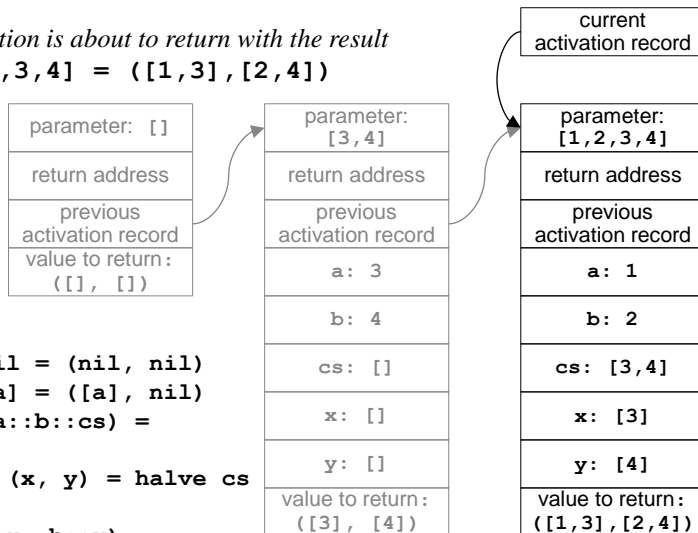 current
activation record
tion is about to return with the result
,3,4] = ([1,3],[2,4])
parameter: []
return address
previous
activation record
value to return:
([], [])
parameter:
[3,4]
return address
previous
activation record
a: 3
b: 4
cs: []
x: []
y: []
value to return:
([3], [4])
parameter:
[1,2,3,4]
return address
previous
activation record
a: 1
b: 2
cs: [3,4]
x: [3]
y: [4]
value to return:
([1,3],[2,4])
il = (nil, nil)
a] = ([a], nil)
a::b::cs) =
(x, y) = halve cs